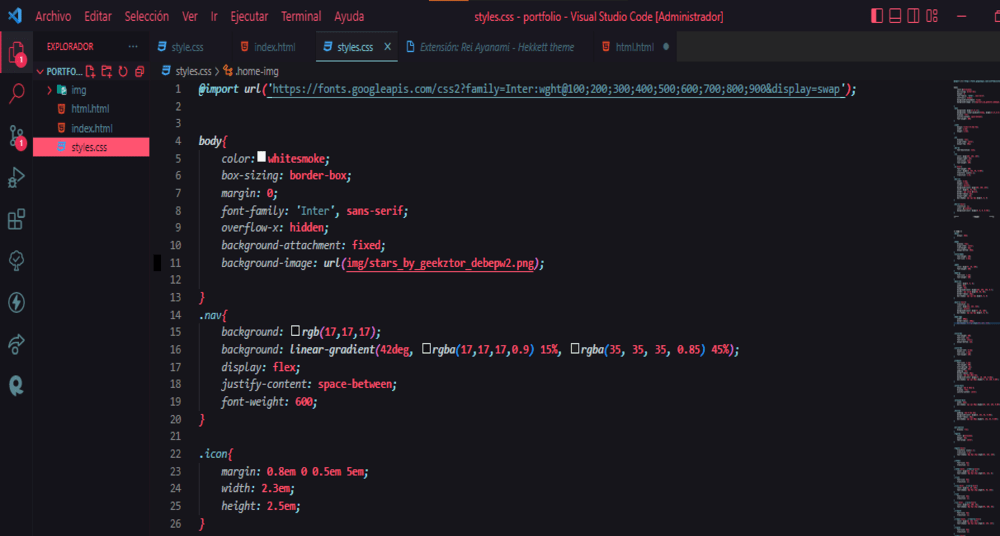 Archivo Editar Selección Ver Ir Ejecutar Terminal Ayuda
styles.css - portfolio - Visual Studio Code [Administrador]
EXPLORADOR ...
style.css index.html styles.css Extensión: Rei Ayanami - Hekkett theme html.html
PORTFO...
styles.css > .home-img
img
html.html
index.html
styles.css
1
1
1 @import url('https://fonts.googleapis.com/css2?family=Inter:wght@100;200;300;400;500;600;700;800;900&display=swap');
2
3
4 body{
5 color: whitesmoke;
6 box-sizing: border-box;
7 margin: 0;
8 font-family: 'Inter', sans-serif;
9 overflow-x: hidden;
10 background-attachment: fixed;
11 background-image: url(img/stars_by_geekztor_debepw2.png);
12
13 }
14 .nav{
15 background: rgb(17,17,17);
16 background: linear-gradient(42deg, rgba(17,17,17,0.9) 15%, rgba(35, 35, 35, 0.85) 45%);
17 display: flex;
18 justify-content: space-between;
19 font-weight: 600;
20 }
21
22 .icon{
23 margin: 0.8em 0 0.5em 5em;
24 width: 2.3em;
25 height: 2.5em;
26 }